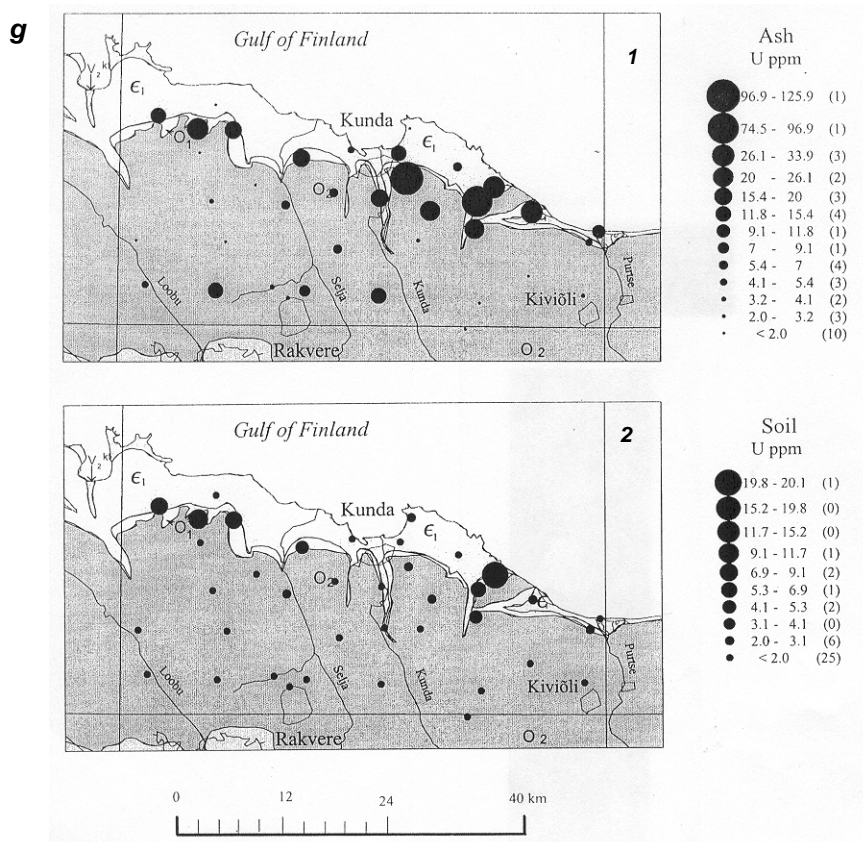 g
Gulf of Finland
1
V₂ kt
Є₁
Kunda
Є₁
O₁
O₂
Loobu
Selja
Kunda
Kiviõli
Purtse
Rakvere
O₂
Ash
U ppm
96.9 - 125.9 (1)
74.5 - 96.9 (1)
26.1 - 33.9 (3)
20 - 26.1 (2)
15.4 - 20 (3)
11.8 - 15.4 (4)
9.1 - 11.8 (1)
7 - 9.1 (1)
5.4 - 7 (4)
4.1 - 5.4 (3)
3.2 - 4.1 (2)
2.0 - 3.2 (3)
< 2.0 (10)
Gulf of Finland
2
Є₁
Kunda
Є₁
O₁
O₂
Є
Loobu
Selja
Kunda
Kiviõli
Purtse
Rakvere
O₂
Soil
U ppm
19.8 - 20.1 (1)
15.2 - 19.8 (0)
11.7 - 15.2 (0)
9.1 - 11.7 (1)
6.9 - 9.1 (2)
5.3 - 6.9 (1)
4.1 - 5.3 (2)
3.1 - 4.1 (0)
2.0 - 3.1 (6)
< 2.0 (25)
0 12 24 40 km